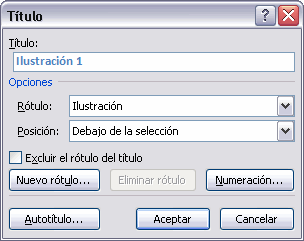 Título
Título:
Ilustración 1
Opciones
Rótulo: Ilustración
Posición: Debajo de la selección
Excluir el rótulo del título
Nuevo rótulo... Eliminar rótulo Numeración...
Autotítulo... Aceptar Cancelar